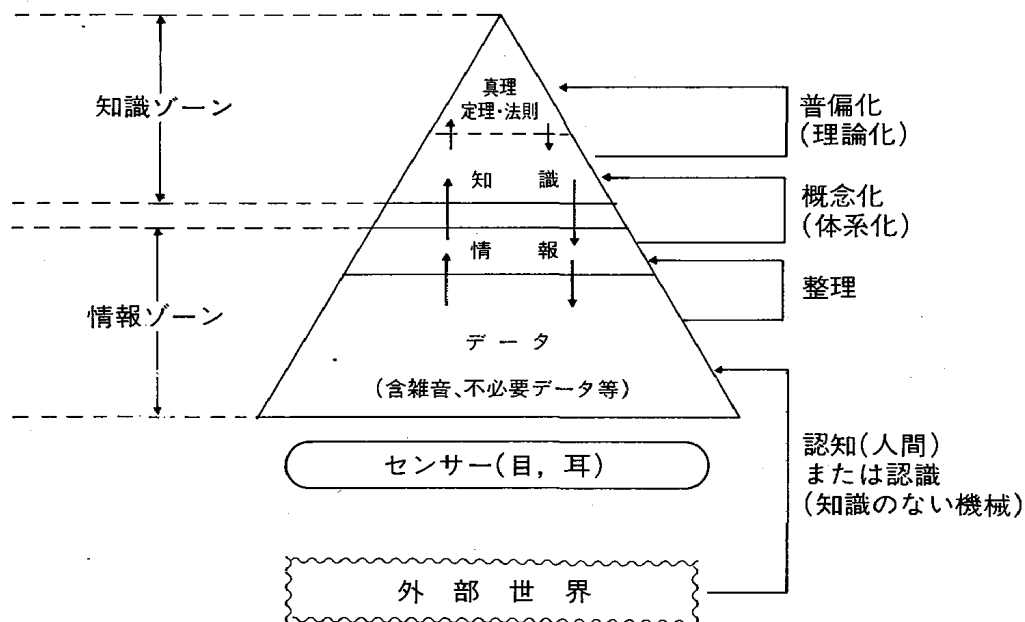 真理
定理・法則
知識ゾーン
普偏化
(理論化)
知 識
概念化
(体系化)
情 報
整理
情報ゾーン
デ ー タ
(含雑音、不必要データ等)
認知(人間)
または認識
(知識のない機械)
センサー(目, 耳)
外 部 世 界